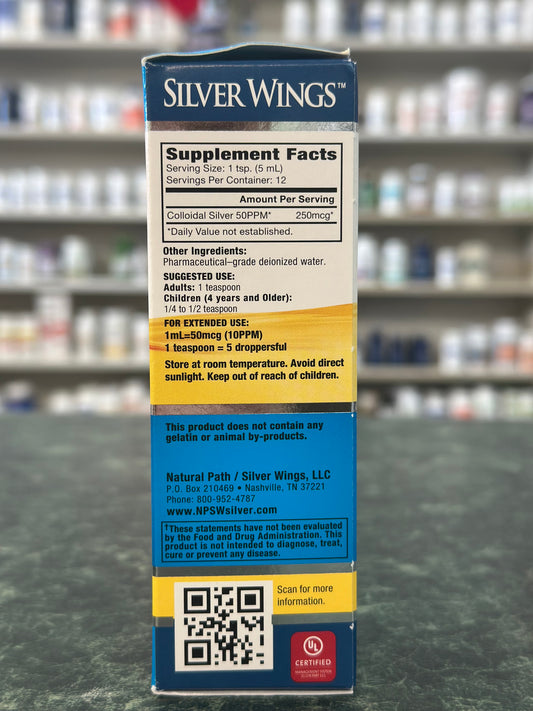 SILVER WINGS™
Supplement Facts
Serving Size: 1 tsp. (5 mL)
Servings Per Container: 12
Amount Per Serving
Colloidal Silver 50PPM* 250mcg*
*Daily Value not established.
Other Ingredients:
Pharmaceutical–grade deionized water.
SUGGESTED USE:
Adults: 1 teaspoon
Children (4 years and Older):
1/4 to 1/2 teaspoon
FOR EXTENDED USE:
1mL=50mcg (10PPM)
1 teaspoon = 5 droppersful
Store at room temperature. Avoid direct
sunlight. Keep out of reach of children.
This product does not contain any
gelatin or animal by-products.
Natural Path / Silver Wings, LLC
P.O. Box 210469 • Nashville, TN 37221
Phone: 800-952-4787
www.NPSWsilver.com
†These statements have not been evaluated
by the Food and Drug Administration. This
product is not intended to diagnose, treat,
cure or prevent any disease.
Scan for more
information.
UL
CERTIFIED
MANAGEMENT SYSTEM